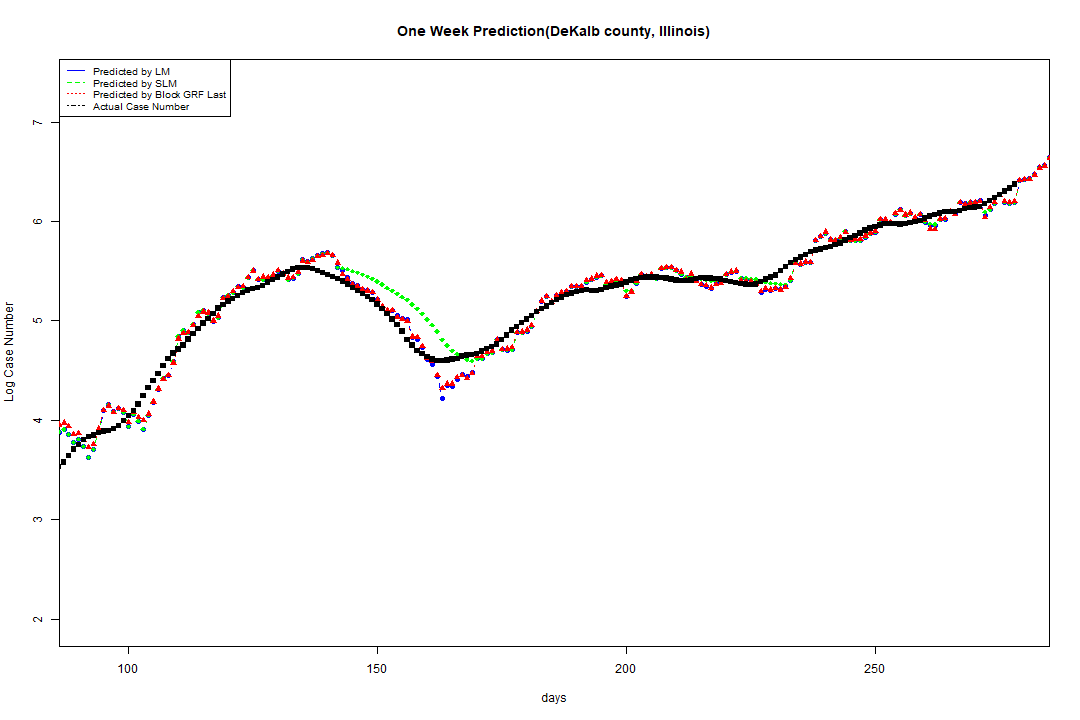 One Week Prediction(DeKalb county, Illinois)
Predicted by LM
Predicted by SLM
Predicted by Block GRF Last
Actual Case Number
7
6
5
4
3
2
Log Case Number
100 150 200 250
days